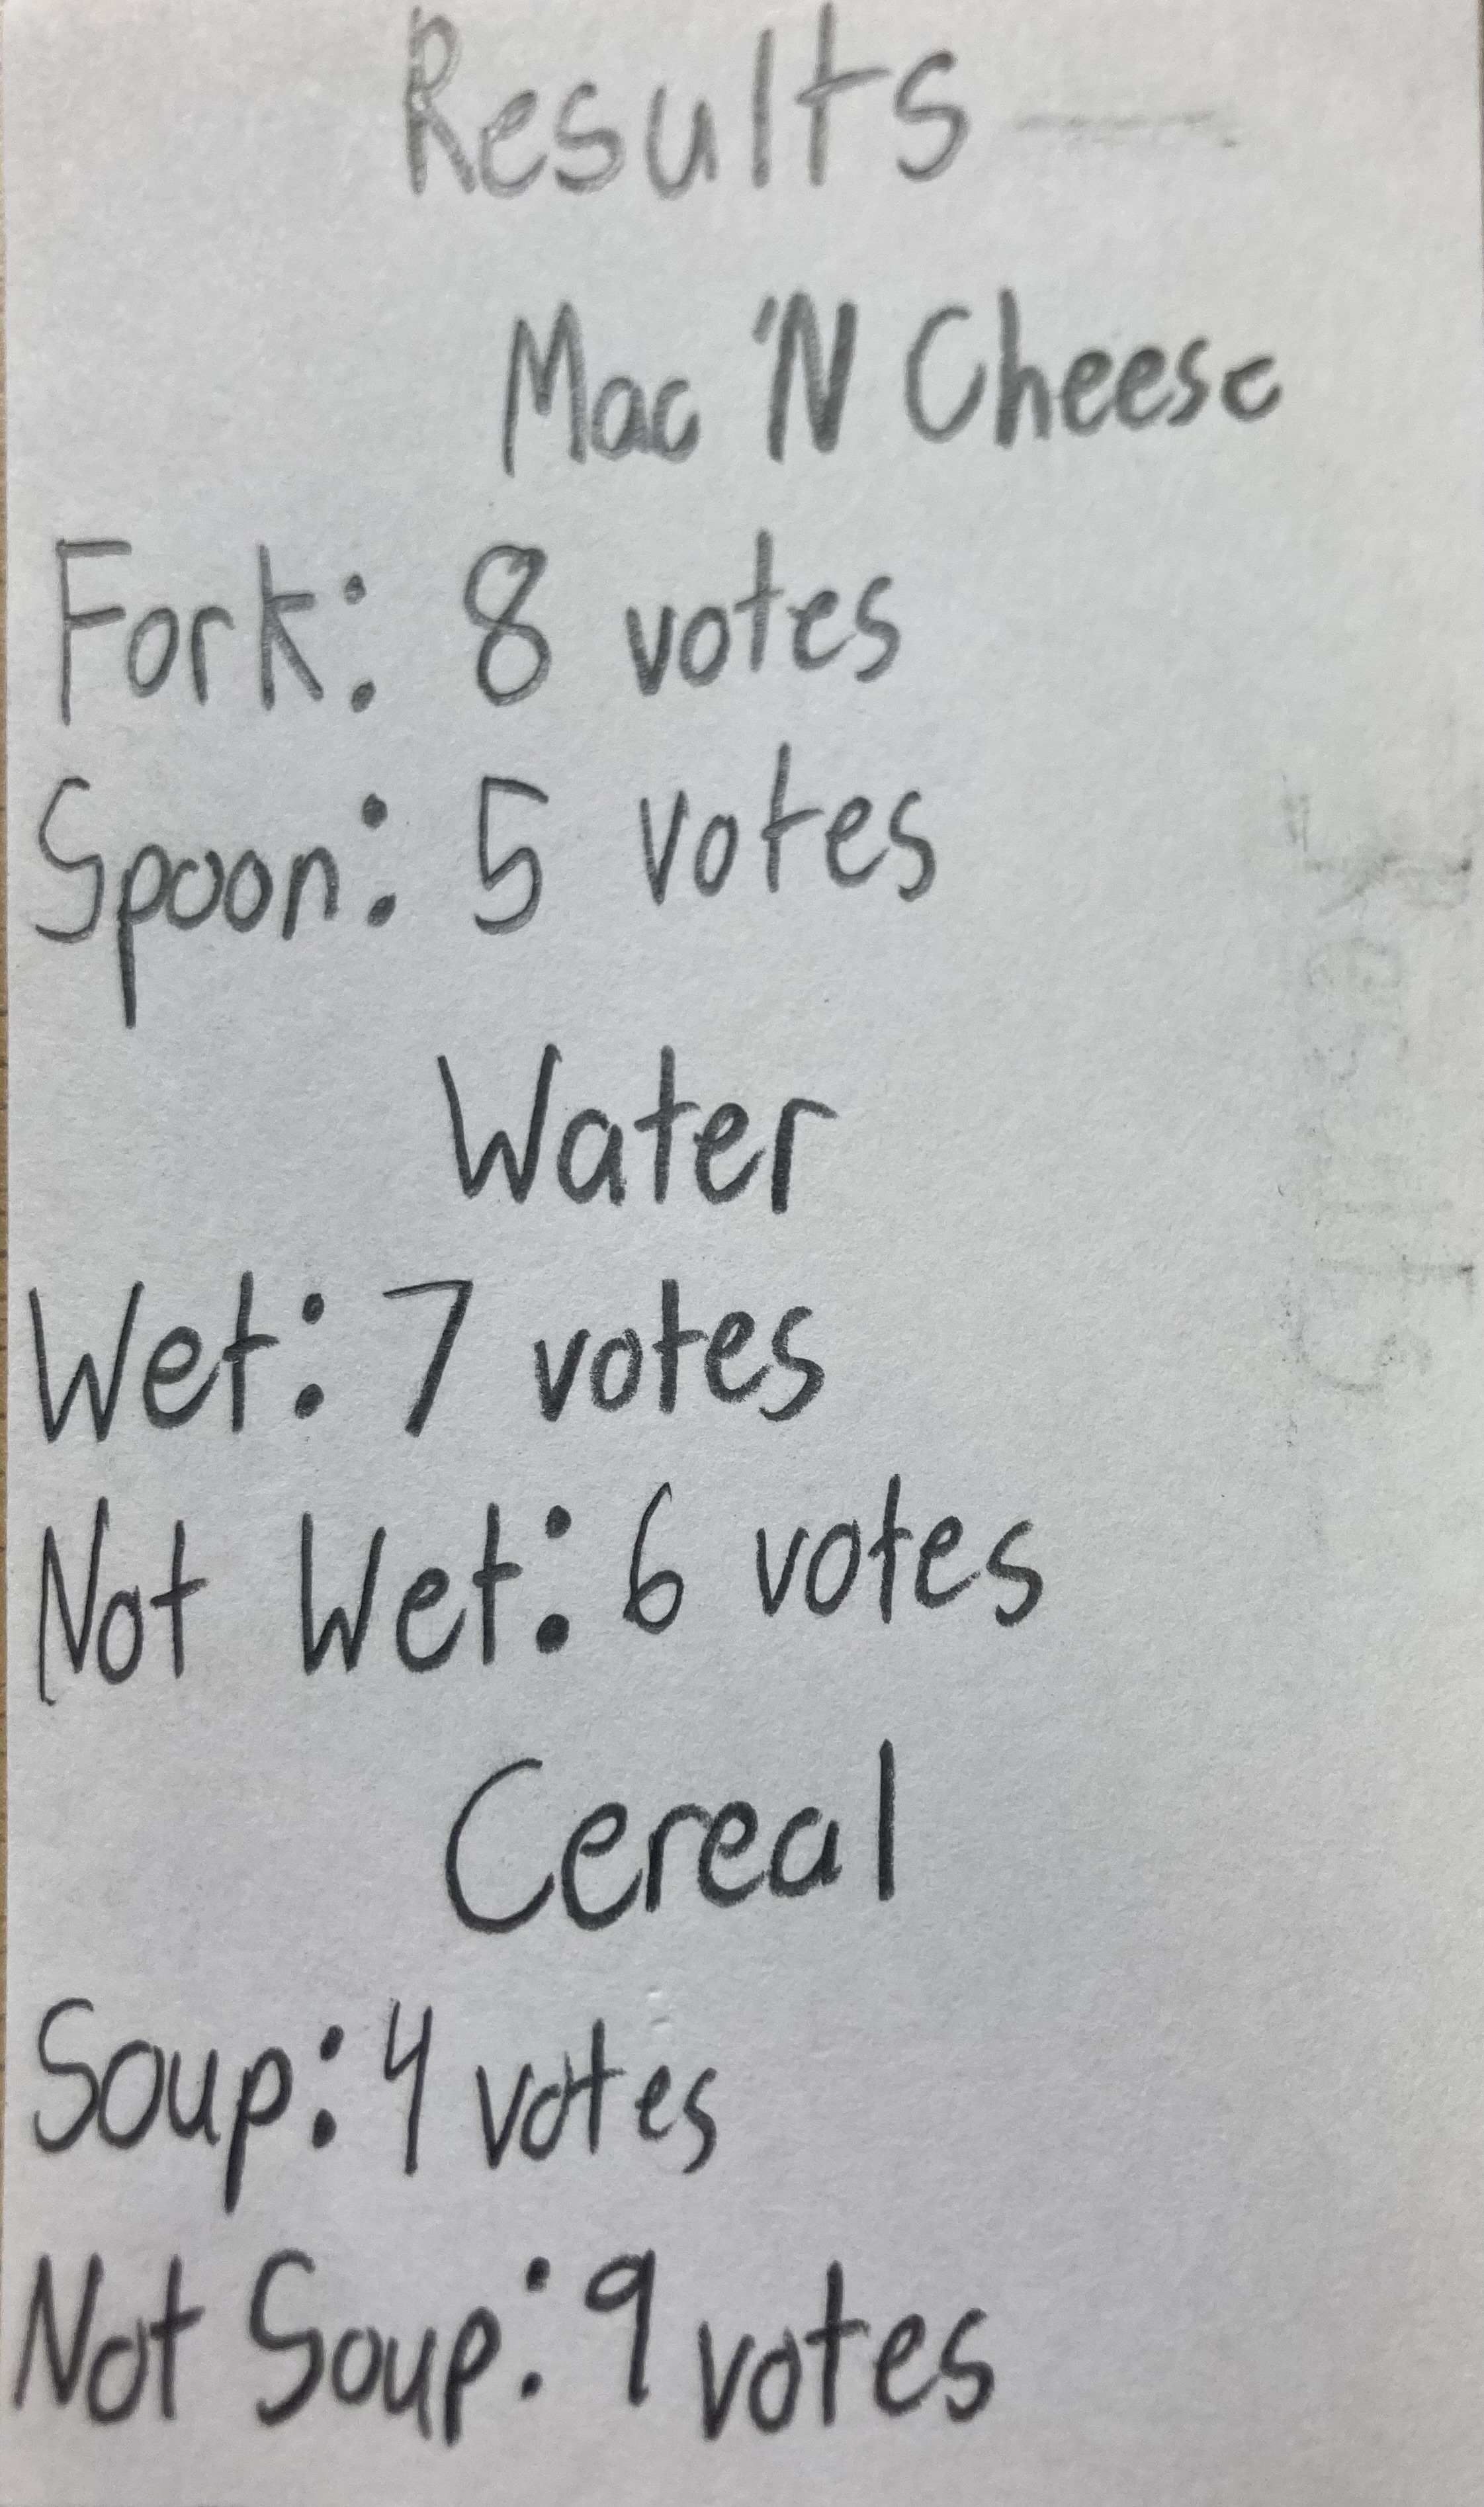 Results
Mac 'N Cheese
Fork: 8 votes
Spoon: 5 votes
Water
Wet: 7 votes
Not Wet: 6 votes
Cereal
Soup: 4 votes
Not Soup: 9 votes
Results